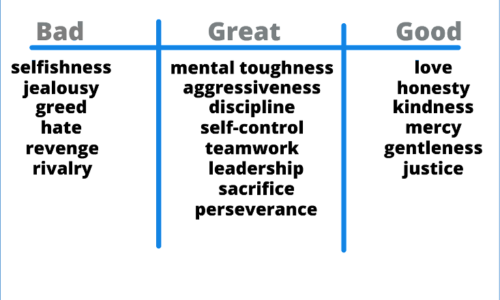 Bad Great Good
selfishness mental toughness love
jealousy aggressiveness honesty
greed discipline kindness
hate self-control mercy
revenge teamwork gentleness
rivalry leadership justice
sacrifice
perseverance